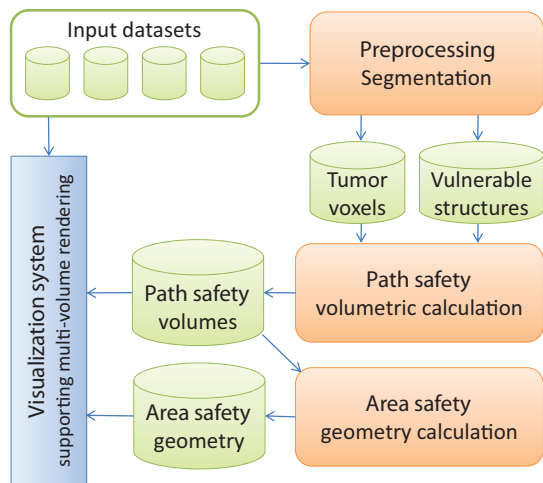 Input datasets
Preprocessing
Segmentation
Tumor
voxels
Vulnerable
structures
Visualization system
supporting multi-volume rendering
Path safety
volumes
Path safety
volumetric calculation
Area safety
geometry
Area safety
geometry calculation